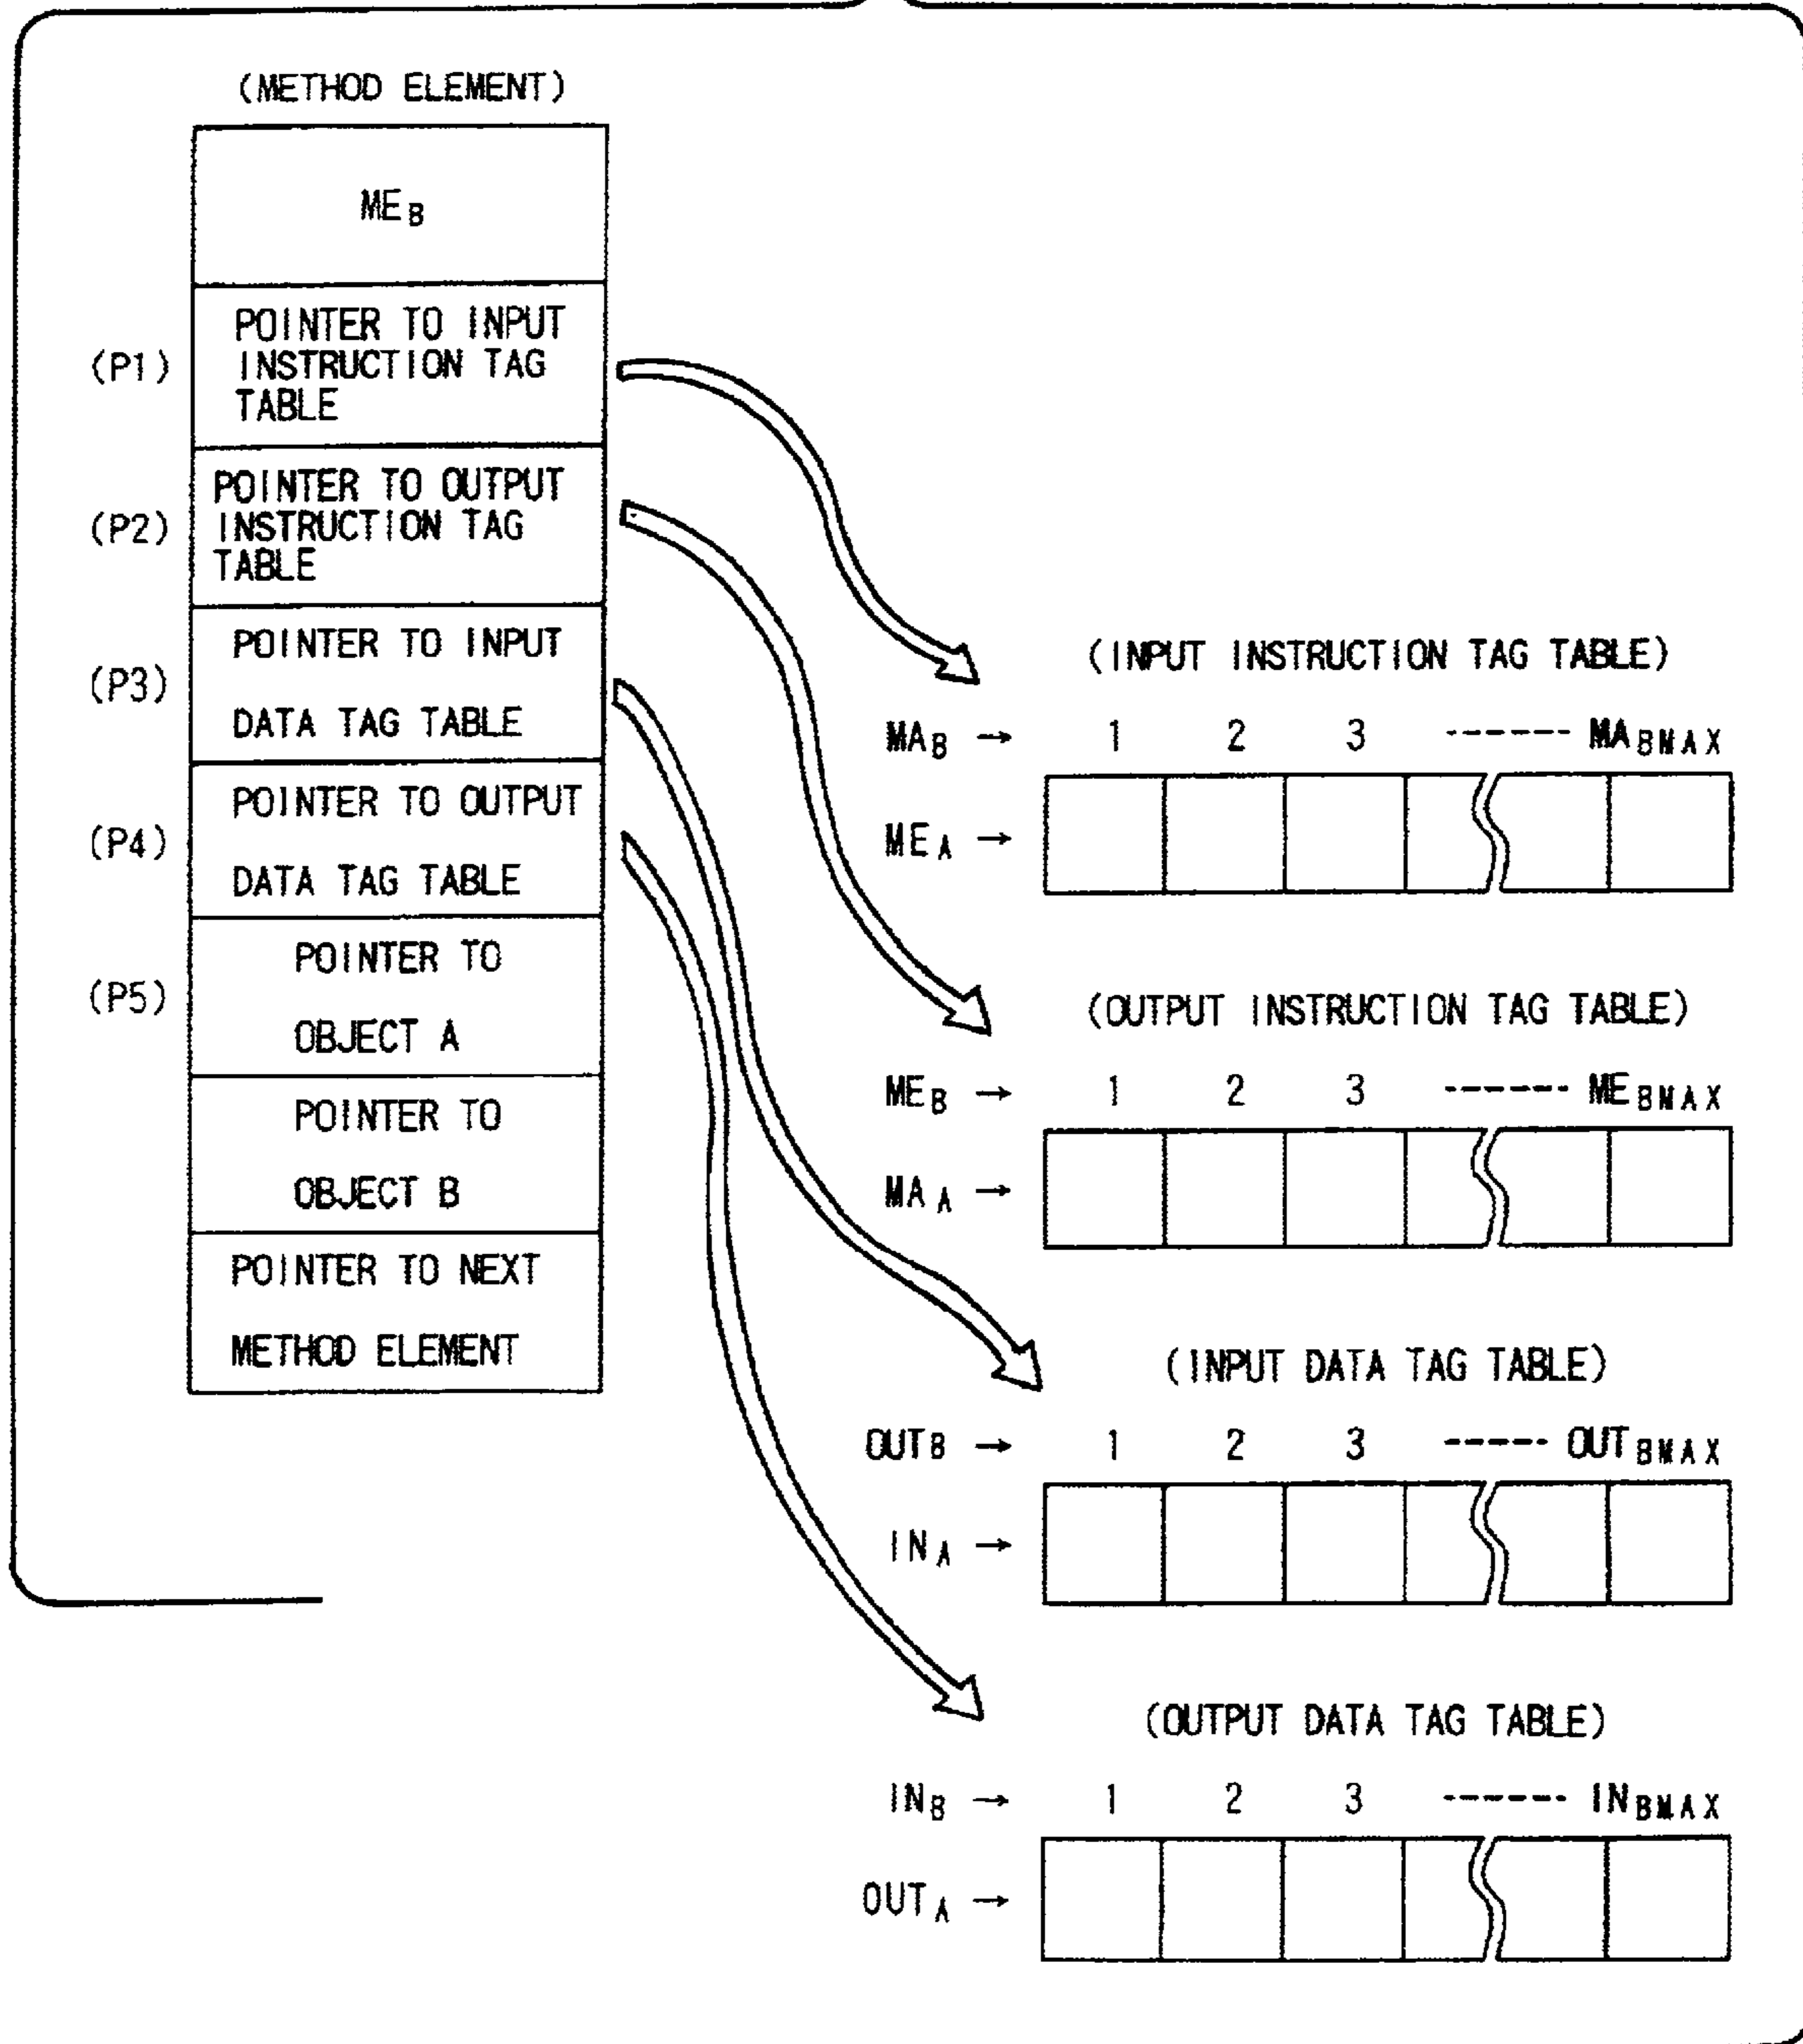 (METHOD ELEMENT)
MEB
(P1)
POINTER TO INPUT
INSTRUCTION TAG
TABLE
(P2)
POINTER TO OUTPUT
INSTRUCTION TAG
TABLE
(P3)
POINTER TO INPUT
DATA TAG TABLE
(P4)
POINTER TO OUTPUT
DATA TAG TABLE
(P5)
POINTER TO
OBJECT A
POINTER TO
OBJECT B
POINTER TO NEXT
METHOD ELEMENT
(INPUT INSTRUCTION TAG TABLE)
MAB → 1 2 3 ------ MABMAX
MEA →
(OUTPUT INSTRUCTION TAG TABLE)
MEB → 1 2 3 ------ MEBMAX
MAA →
(INPUT DATA TAG TABLE)
OUTB → 1 2 3 ----- OUTBMAX
INA →
(OUTPUT DATA TAG TABLE)
INB → 1 2 3 ------ INBMAX
OUTA →